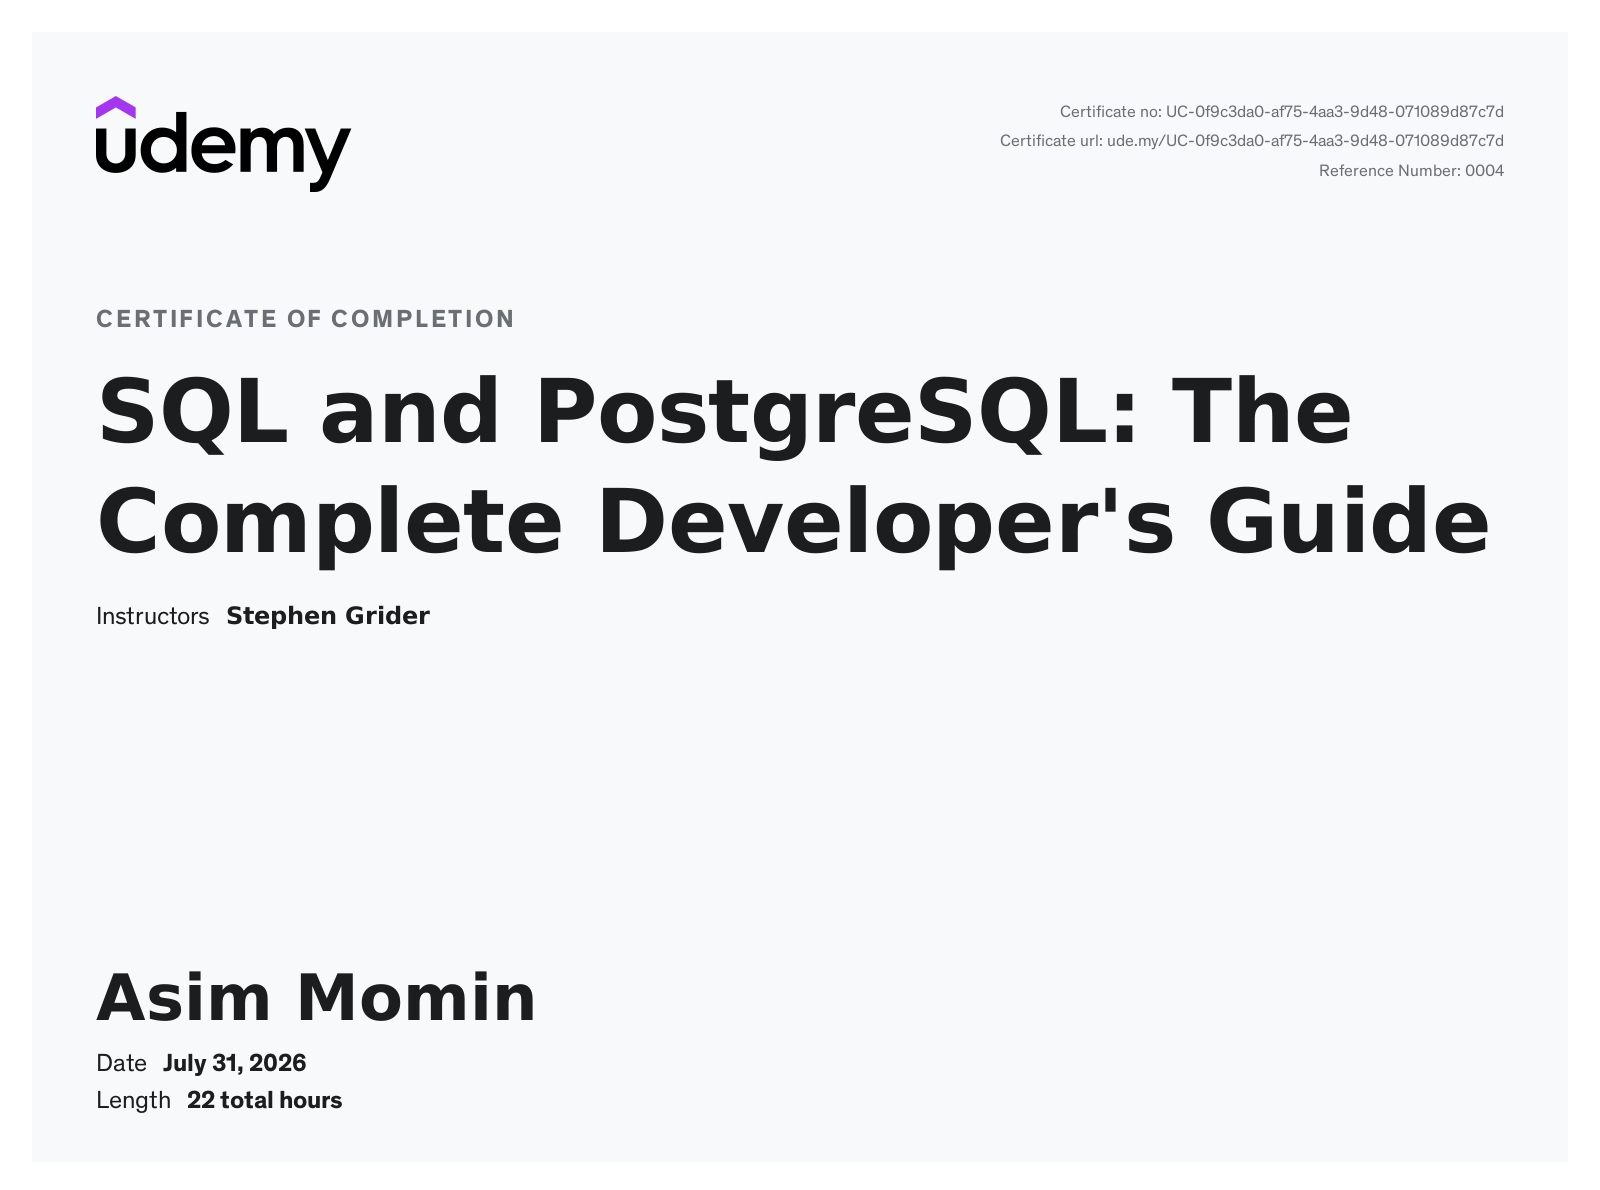 udemy
Certificate no: UC-0f9c3da0-af75-4aa3-9d48-071089d87c7d
Certificate url: ude.my/UC-0f9c3da0-af75-4aa3-9d48-071089d87c7d
Reference Number: 0004
CERTIFICATE OF COMPLETION
SQL and PostgreSQL: The
Complete Developer's Guide
Instructors Stephen Grider
Asim Momin
Date July 31, 2026
Length 22 total hours